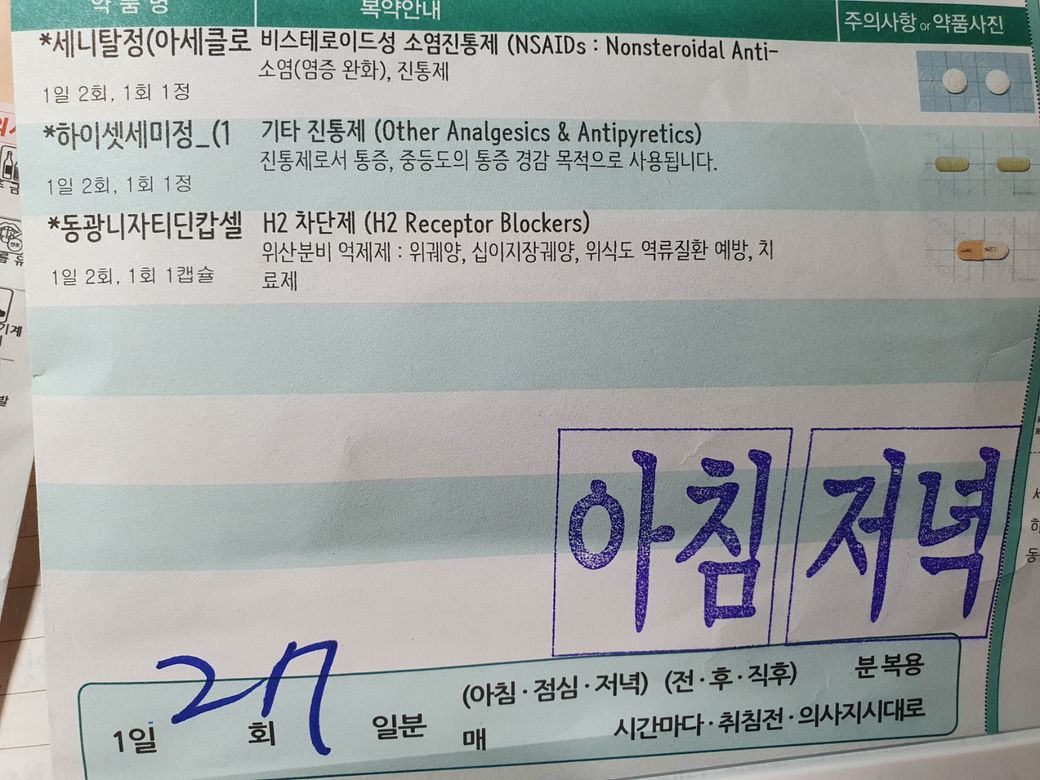 약 품 명 복약안내 주의사항 or 약품사진
*세니탈정(아세클로 비스테로이드성 소염진통제 (NSAIDs : Nonsteroidal Anti-
소염(염증 완화), 진통제
1일 2회, 1회 1정
*하이셋세미정_(1 기타 진통제 (Other Analgesics & Antipyretics)
진통제로서 통증, 중등도의 통증 경감 목적으로 사용됩니다.
1일 2회, 1회 1정
*동광니자티딘캅셀 H2 차단제 (H2 Receptor Blockers)
위산분비 억제제 : 위궤양, 십이지장궤양, 위식도 역류질환 예방, 치
1일 2회, 1회 1캡슐
료제
아침 저녁
1일 2회 7일분 (아침·점심·저녁) (전·후·직후) 분 복용
매 시간마다·취침전·의사지시대로